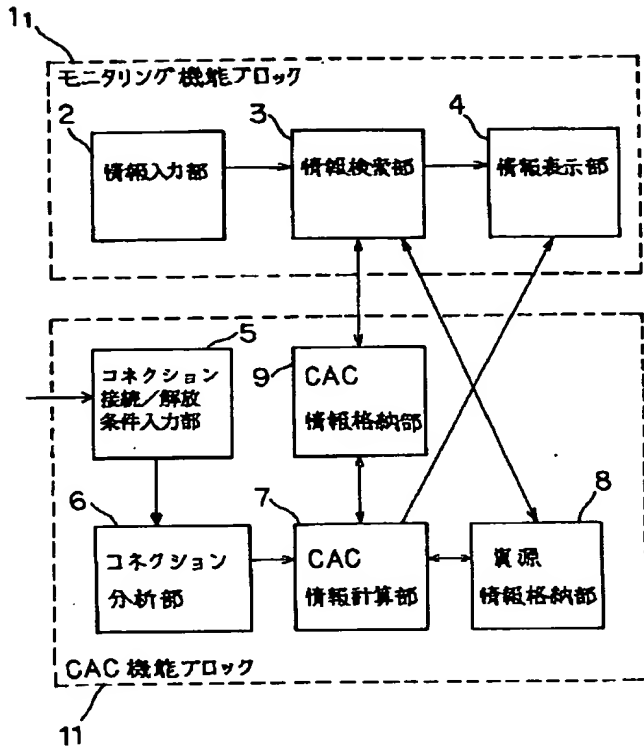 11
モニタリング機能ブロック
2
情報入力部
3
情報検索部
4
情報表示部
5
コネクション
接続/解放
条件入力部
9
CAC
情報格納部
6
コネクション
分析部
7
CAC
情報計算部
8
資源
情報格納部
CAC機能ブロック
11